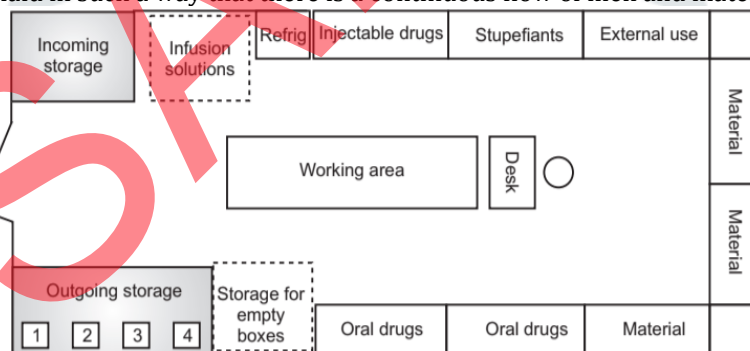 Incoming
storage
Infusion
solutions
Refrig
Injectable drugs
Stupefiants
External use
Material
Working area
Desk
Material
Outgoing storage
1 2 3 4
Storage for
empty
boxes
Oral drugs
Oral drugs
Material